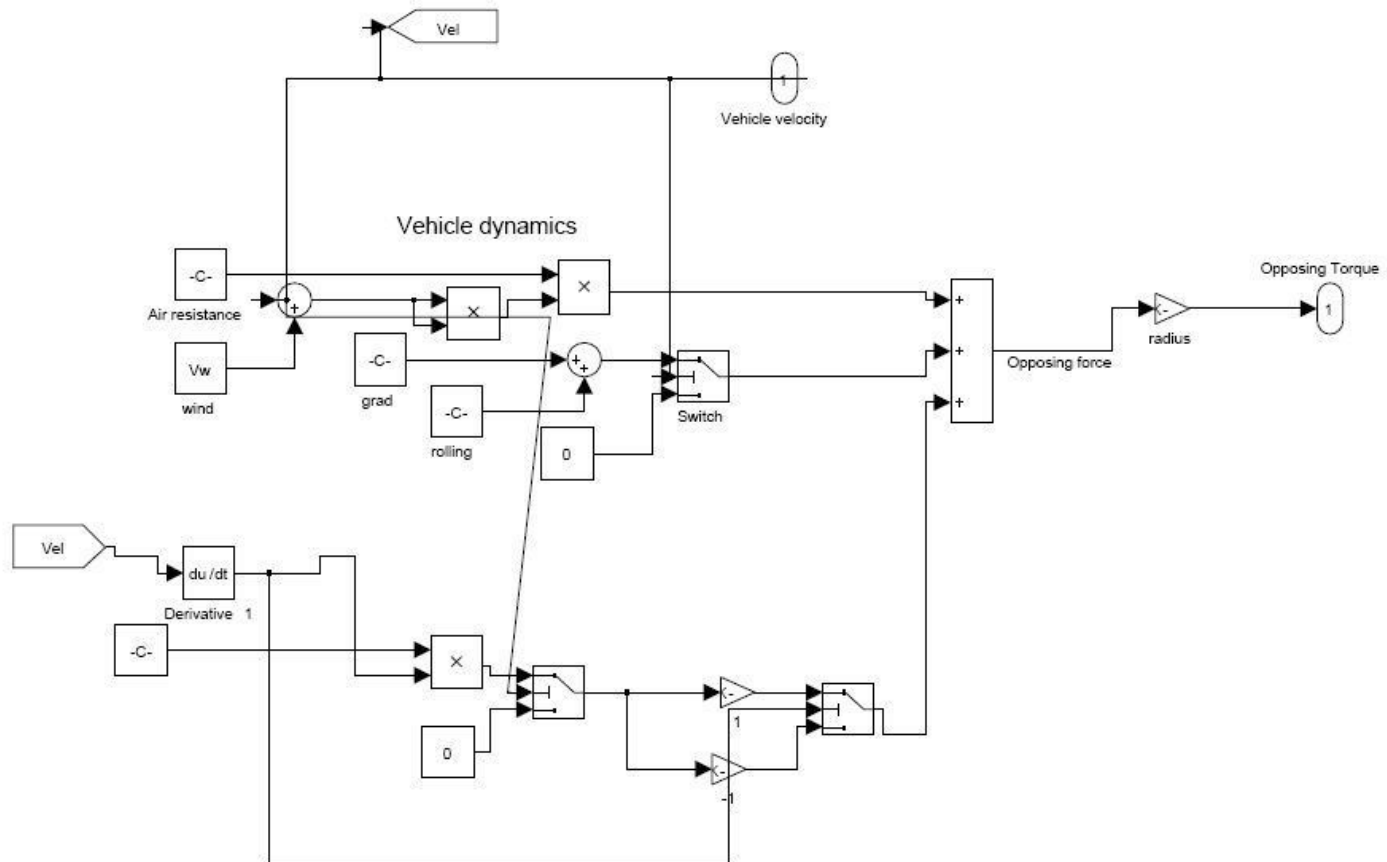 Vel
1
Vehicle velocity
Vehicle dynamics
-C-
Air resistance
×
×
+
Vw
wind
-C-
grad
+
+
-C-
rolling
0
Switch
+
+
+
Opposing force
radius
Opposing Torque
1
Vel
du/dt
Derivative 1
-C-
×
0
1
-1